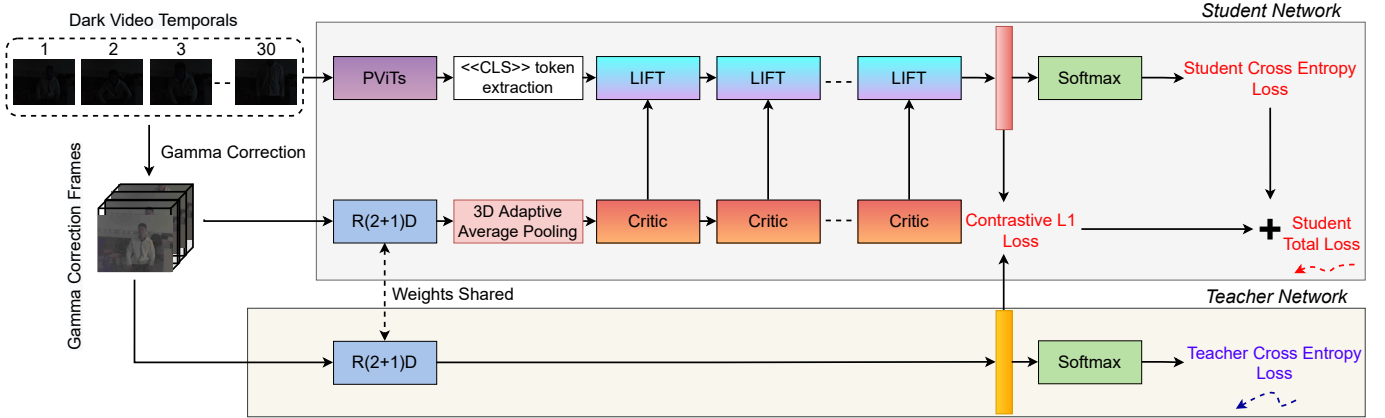 Dark Video Temporals
1 2 3 30
Student Network
PViTs
<<CLS>> token
extraction
LIFT
LIFT
LIFT
Softmax
Student Cross Entropy
Loss
Gamma Correction
Gamma Correction Frames
R(2+1)D
3D Adaptive
Average Pooling
Critic
Critic
Critic
Contrastive L1
Loss
+
Student
Total Loss
Weights Shared
Teacher Network
R(2+1)D
Softmax
Teacher Cross Entropy
Loss